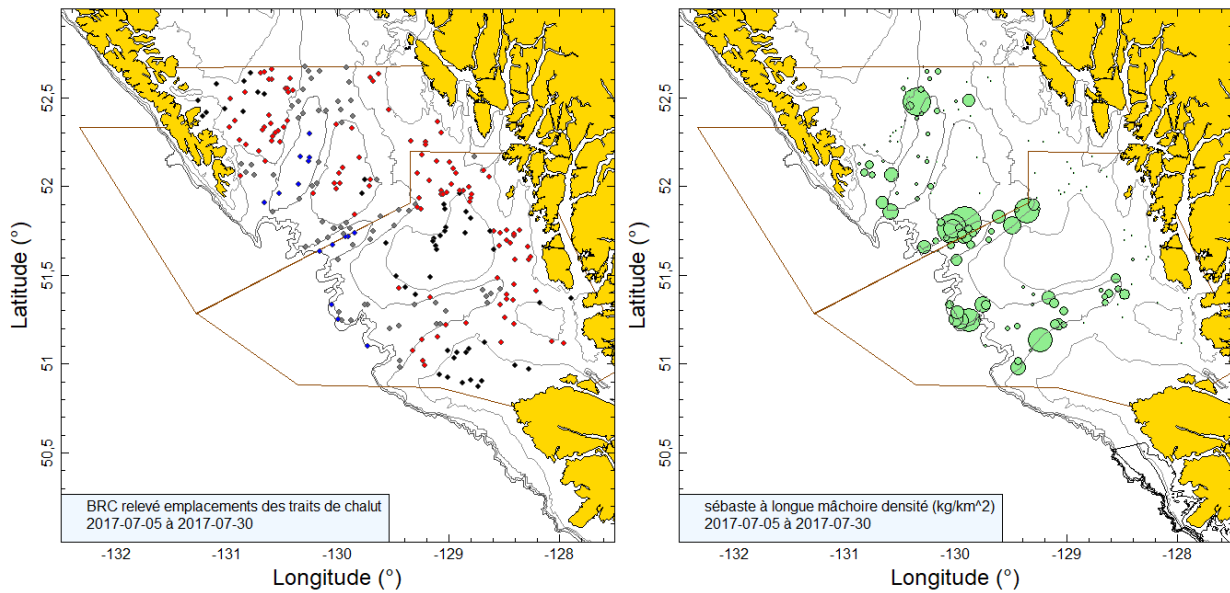 52,5
52
51,5
51
50,5
Latitude (°)
-132
-131
-130
-129
-128
Longitude (°)
BRC relevé emplacements des traits de chalut
2017-07-05 à 2017-07-30
52,5
52
51,5
51
50,5
Latitude (°)
-132
-131
-130
-129
-128
Longitude (°)
sébaste à longue mâchoire densité (kg/km^2)
2017-07-05 à 2017-07-30